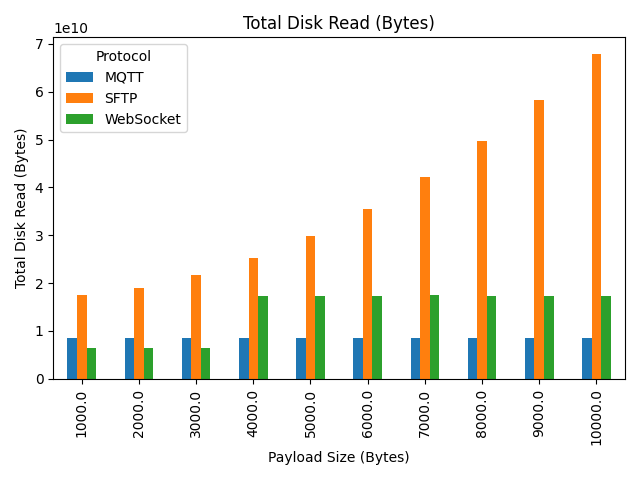 Total Disk Read (Bytes)
1e10
Protocol
MQTT
SFTP
WebSocket
7
6
5
4
3
2
1
0
Total Disk Read (Bytes)
1000.0
2000.0
3000.0
4000.0
5000.0
6000.0
7000.0
8000.0
9000.0
10000.0
Payload Size (Bytes)